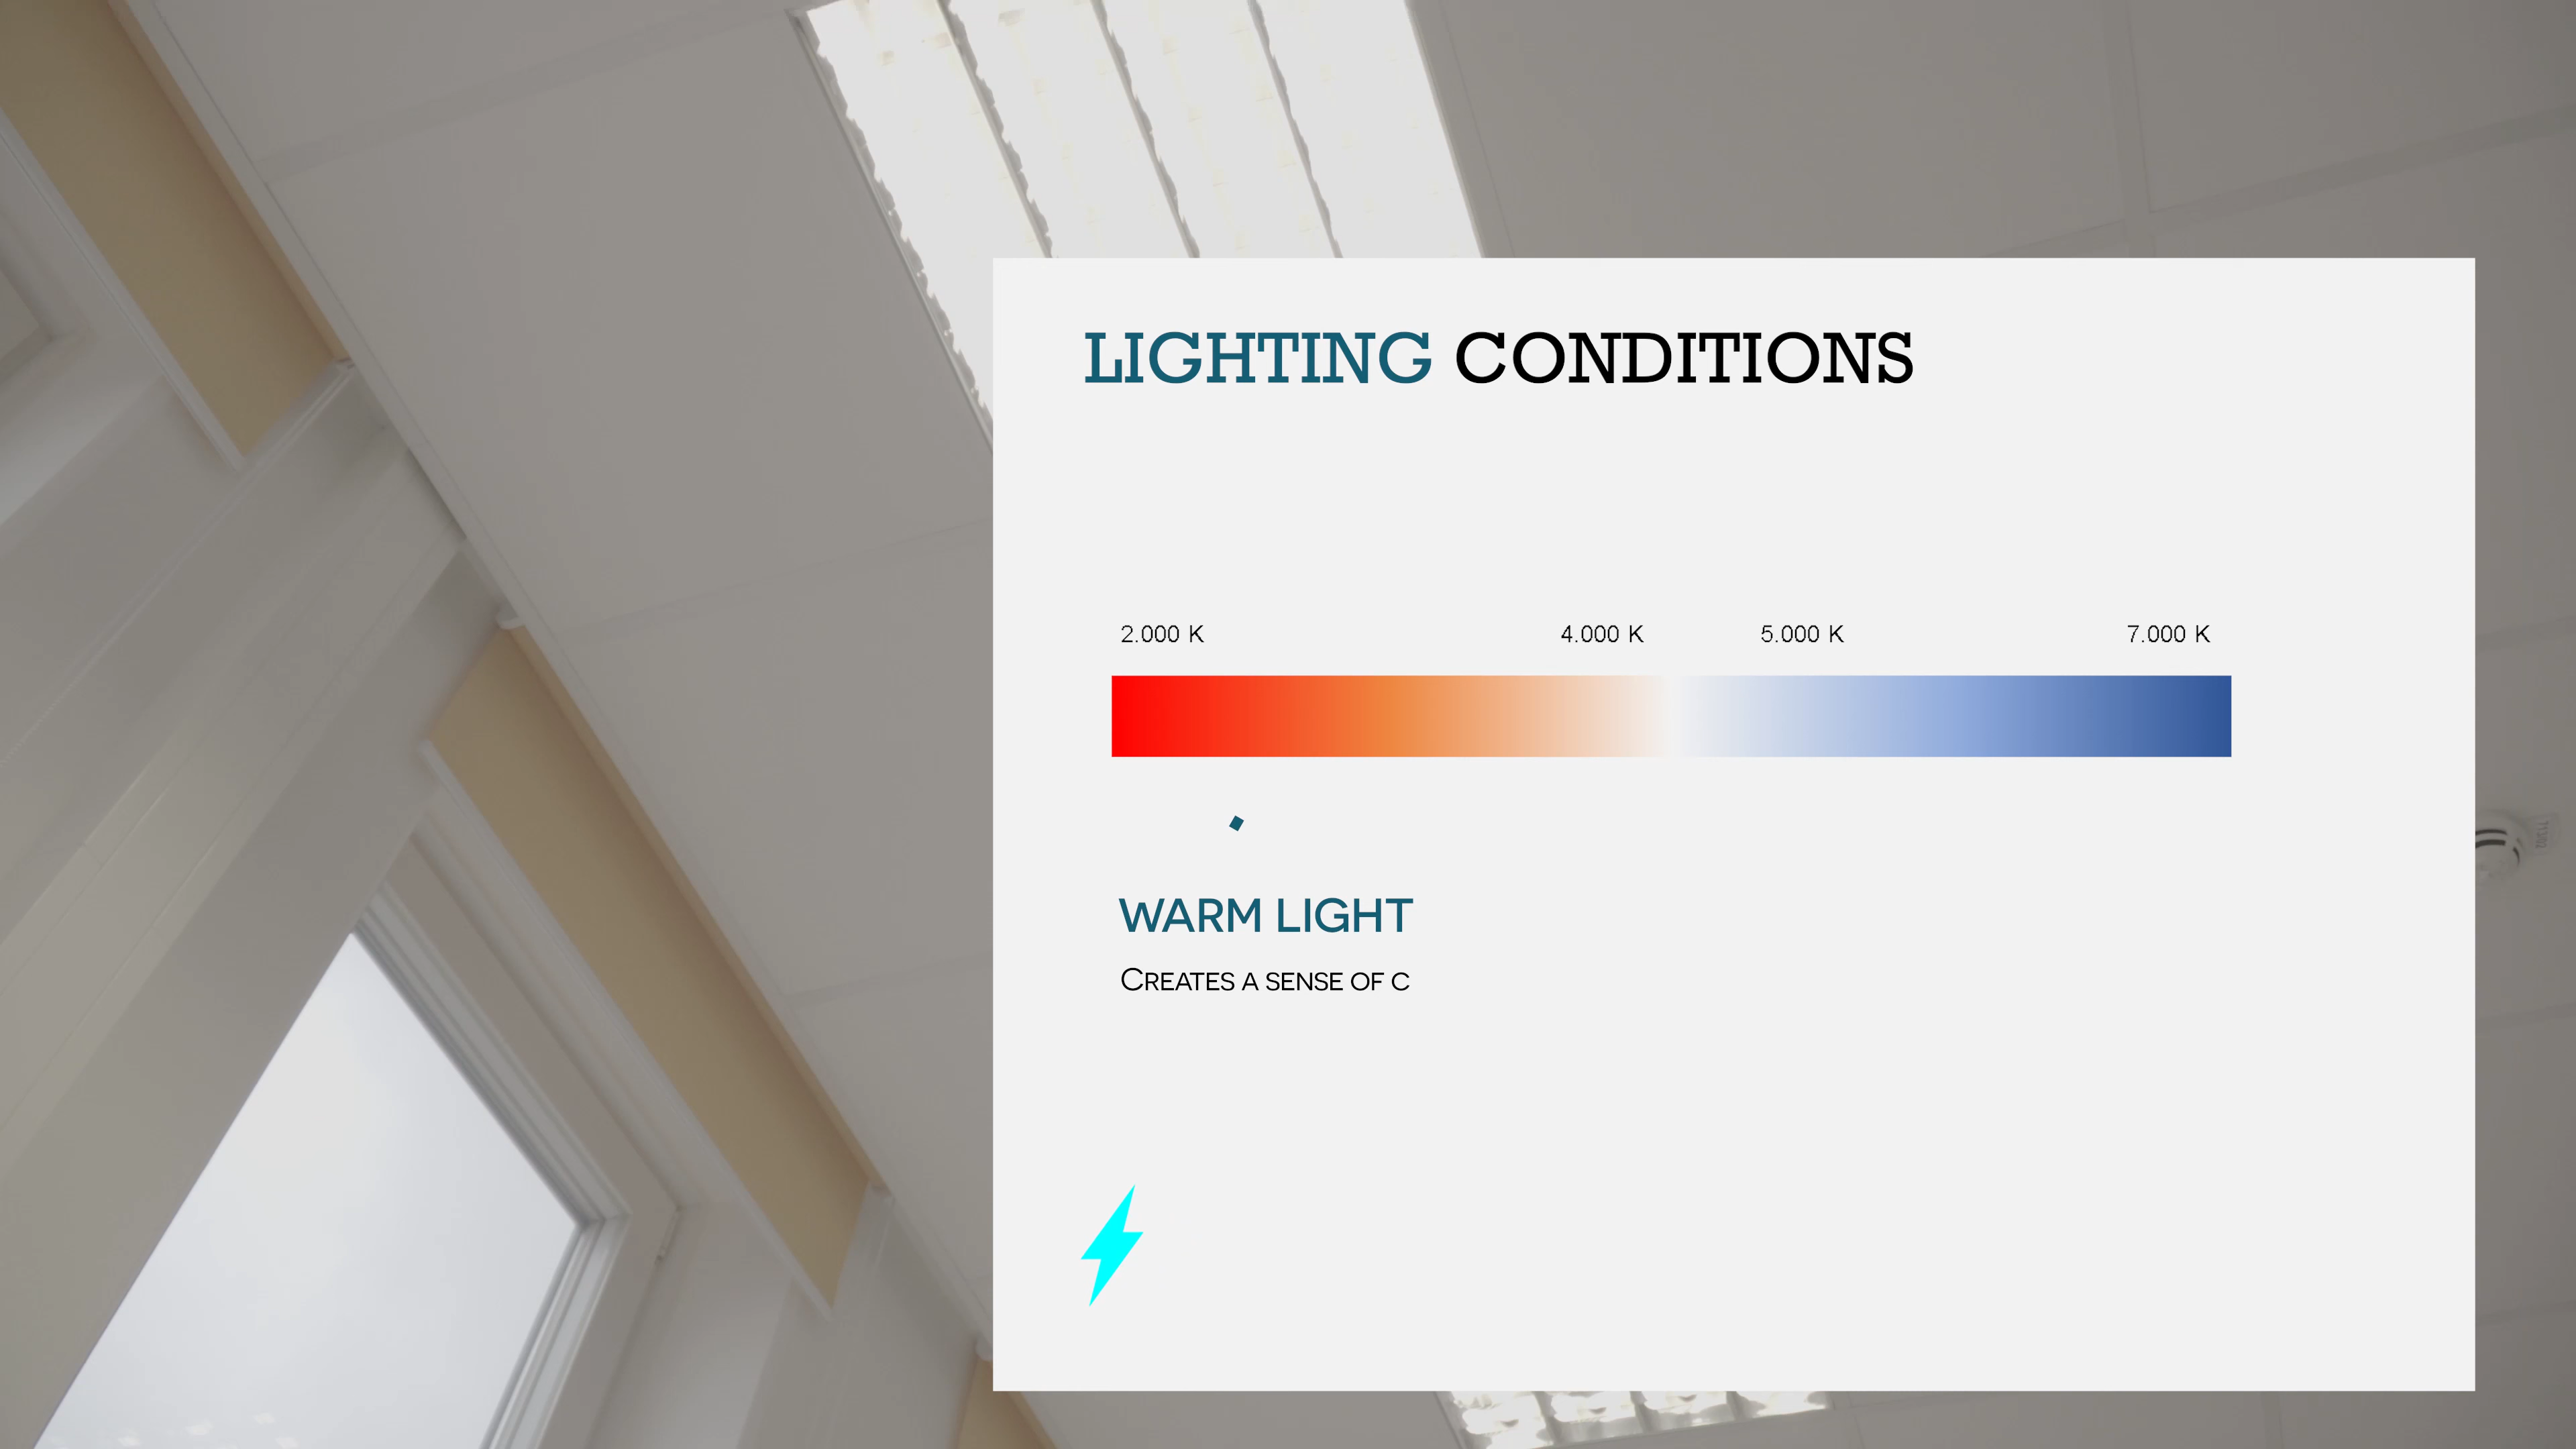 LIGHTING CONDITIONS
2.000 K 4.000 K 5.000 K 7.000 K
WARM LIGHT
CREATES A SENSE OF C